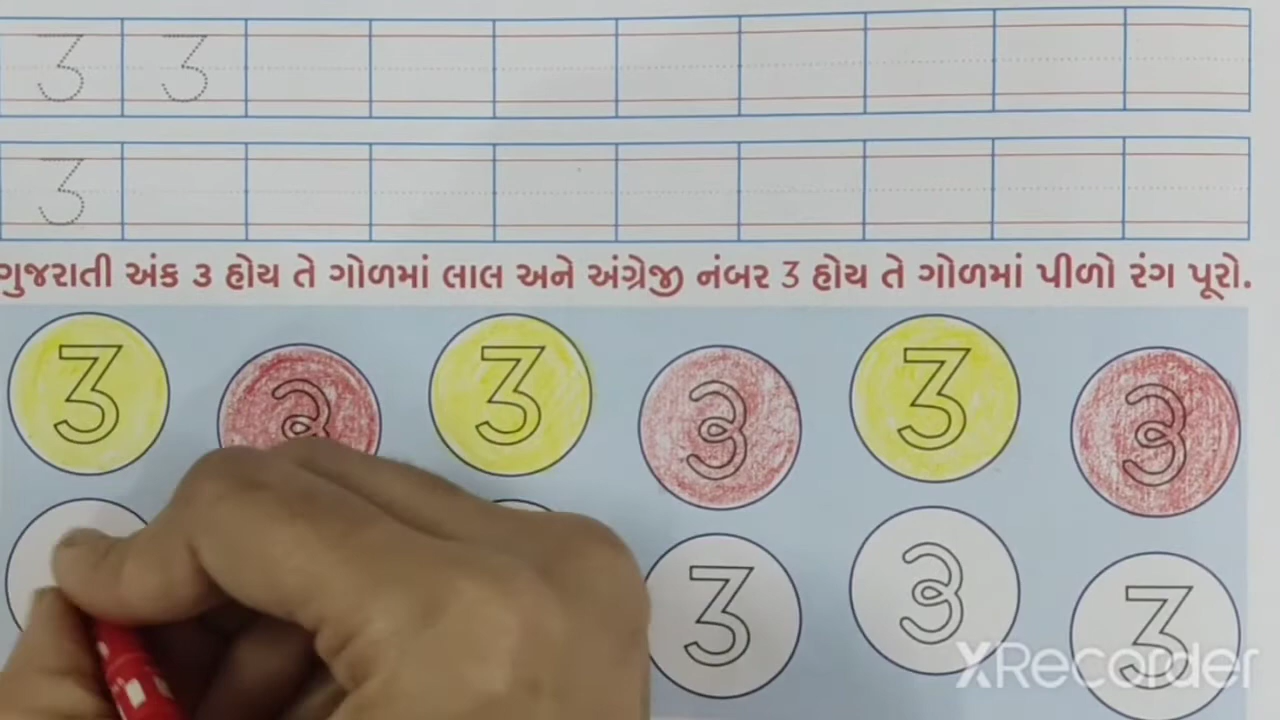 3 3
3
ગુજરાતી અંક ૩ હોય તે ગોળમાં લાલ અને અંગ્રેજી નંબર 3 હોય તે ગોળમાં પીળો રંગ પૂરો.
3 ૩ 3 ૩ 3 ૩
3 ૩ 3
XRecorder